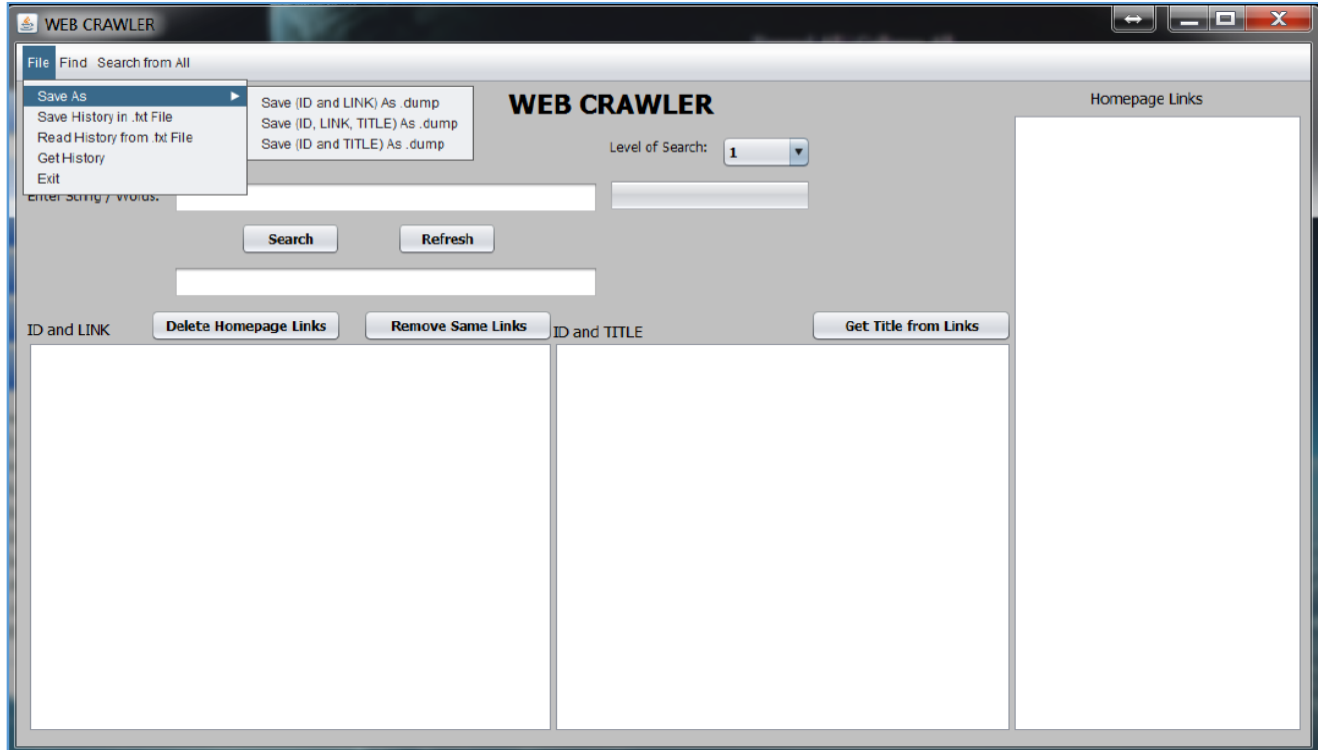 WEB CRAWLER
File Find Search from All
Save As
Save History in .txt File
Read History from .txt File
Get History
Exit
Save (ID and LINK) As .dump
Save (ID, LINK, TITLE) As .dump
Save (ID and TITLE) As .dump
WEB CRAWLER
Level of Search: 1
Homepage Links
Enter String / Words:
Search Refresh
ID and LINK Delete Homepage Links Remove Same Links ID and TITLE Get Title from Links